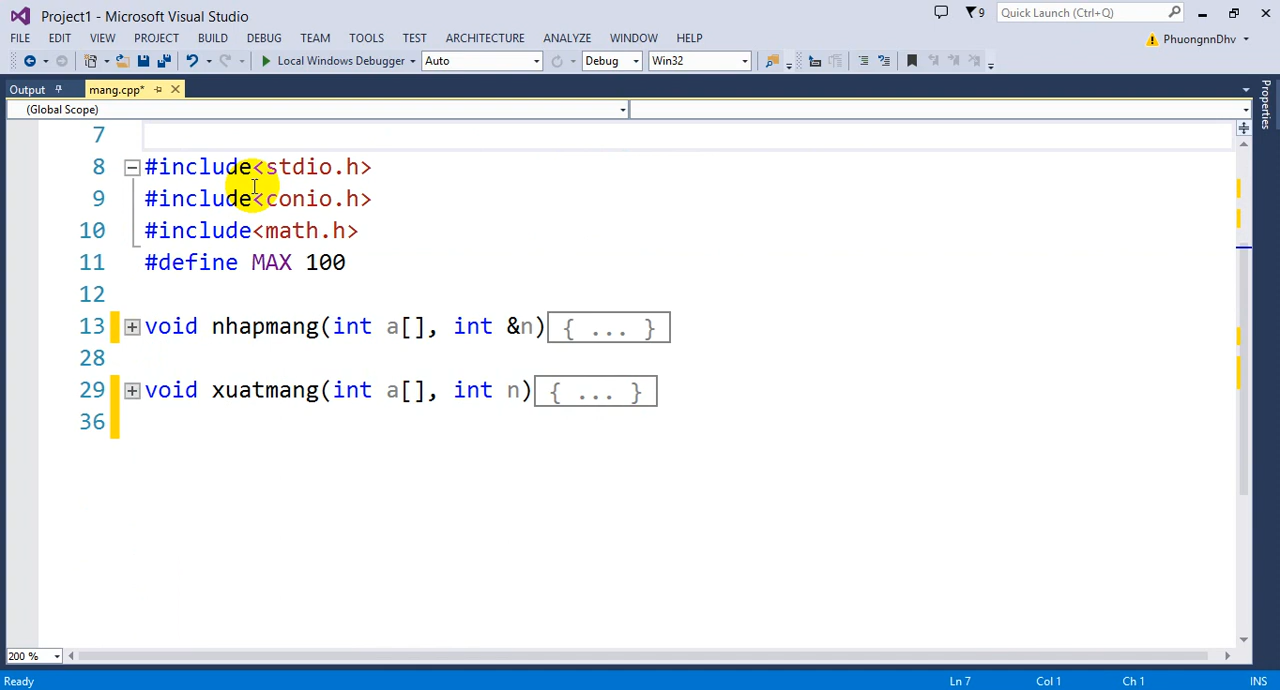 Project1 - Microsoft Visual Studio
9
Quick Launch (Ctrl+Q)
FILE EDIT VIEW PROJECT BUILD DEBUG TEAM TOOLS TEST ARCHITECTURE ANALYZE WINDOW HELP
PhuongnnDhv
Local Windows Debugger Auto Debug Win32
Output mang.cpp*
Properties
(Global Scope)
7
8 #include<stdio.h>
9 #include<conio.h>
10 #include<math.h>
11 #define MAX 100
12
13 void nhapmang(int a[], int &n){ ... }
28
29 void xuatmang(int a[], int n){ ... }
36
200 %
Ready Ln 7 Col 1 Ch 1 INS